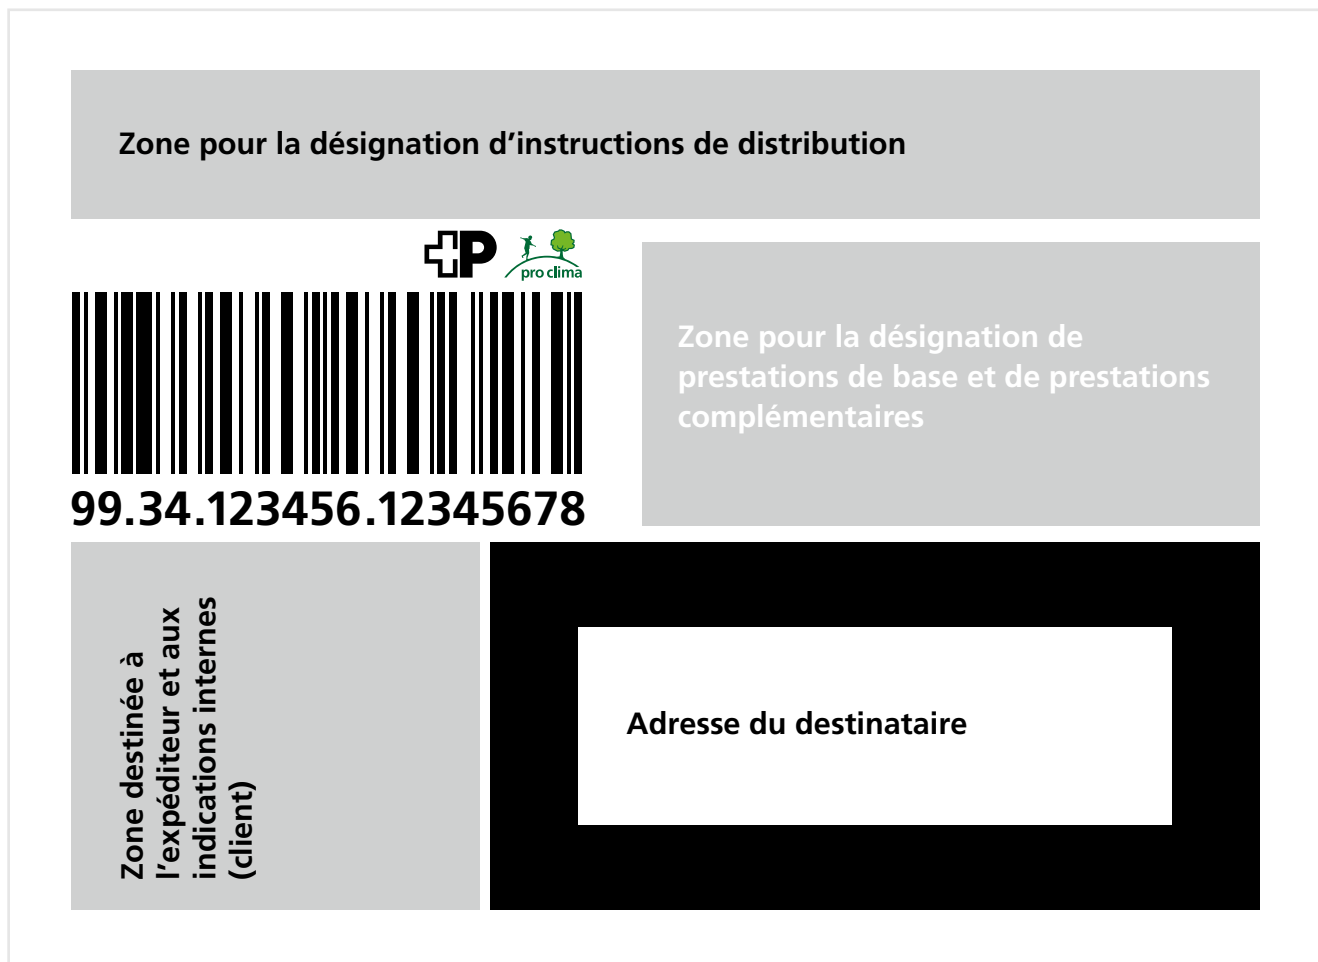 Zone pour la désignation d’instructions de distribution
P
pro clima
99.34.123456.12345678
Zone pour la désignation de
prestations de base et de prestations
complémentaires
Zone destinée à
l’expéditeur et aux
indications internes
(client)
Adresse du destinataire